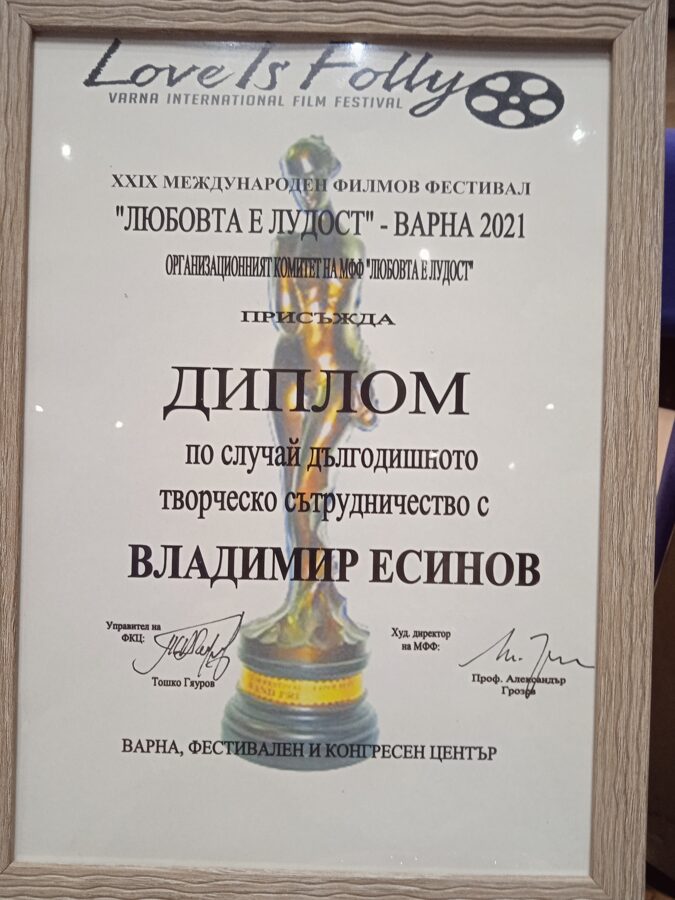 Love Is Folly
VARNA INTERNATIONAL FILM FESTIVAL
XXIX МЕЖДУНАРОДЕН ФИЛМОВ ФЕСТИВАЛ
"ЛЮБОВТА Е ЛУДОСТ" - ВАРНА 2021
ОРГАНИЗАЦИОННИЯТ КОМИТЕТ НА МФФ "ЛЮБОВТА Е ЛУДОСТ"
ПРИСЪЖДА
ДИПЛОМ
по случай дългодишното
творческо сътрудничество с
ВЛАДИМИР ЕСИНОВ
Управител на
ФКЦ:
Тошко Гяуров
Худ. директор
на МФФ:
Проф. Александър
Грозев
ВАРНА, ФЕСТИВАЛЕН И КОНГРЕСЕН ЦЕНТЪР